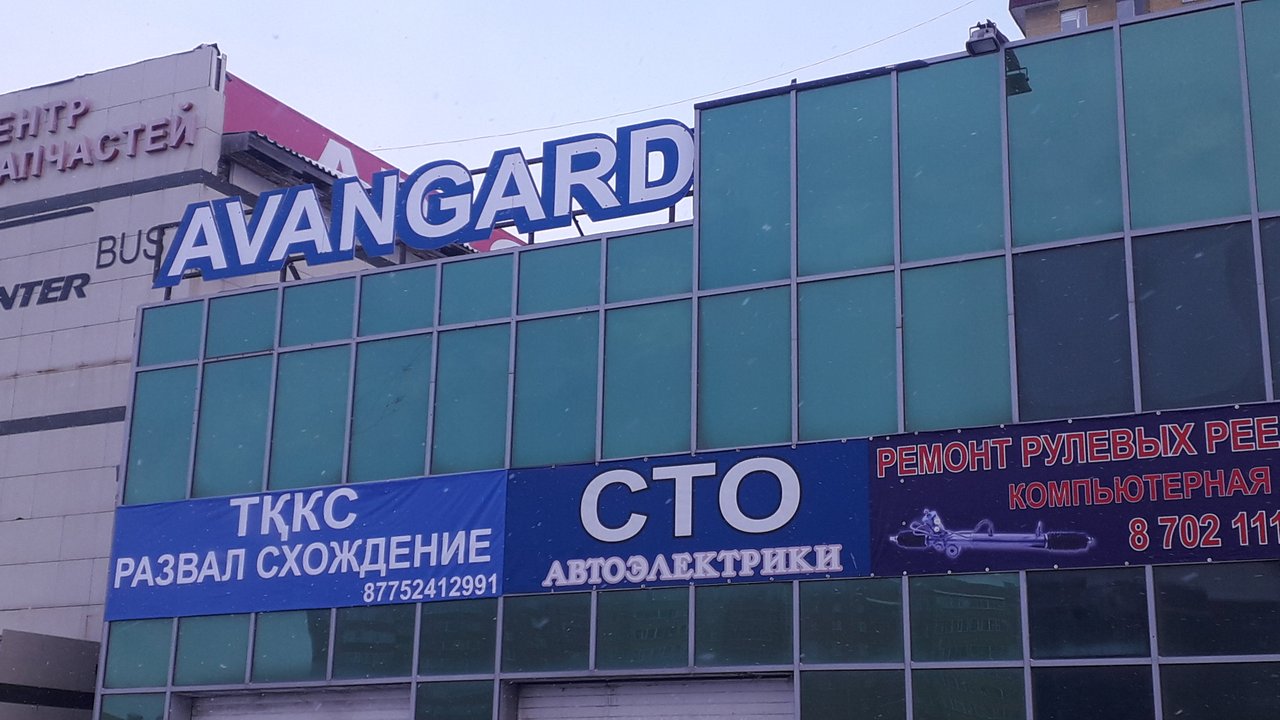 ЕНТР
АПЧАСТЕЙ
BUS
NTER
AVANGARD
ТҚКС
РАЗВАЛ СХОЖДЕНИЕ
87752412991
СТО
АВТОЭЛЕКТРИКИ
РЕМОНТ РУЛЕВЫХ РЕЕ
КОМПЬЮТЕРНАЯ
8 702 111